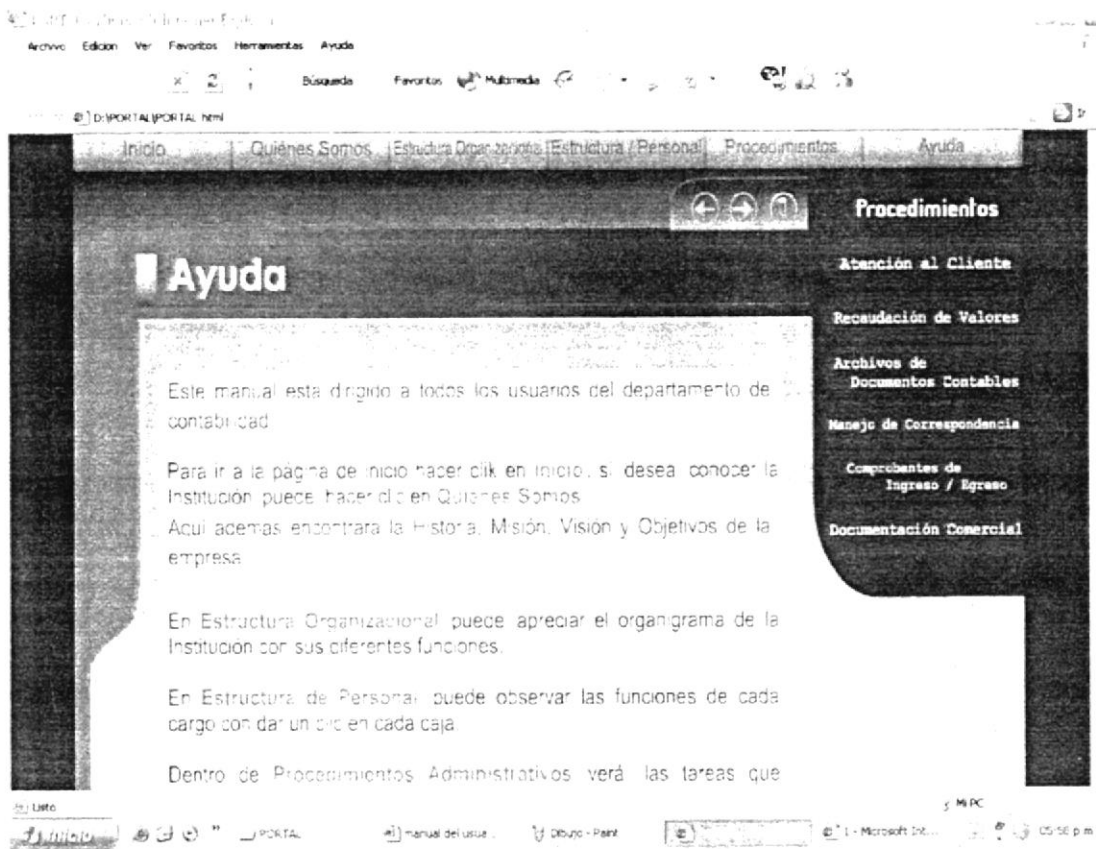 Archivo Edicion Ver Favoritos Herramientas Ayuda
Búsqueda Favoritos Multimedia
D:\PORTAL\PORTAL.html Ir
Inicio Quiénes Somos Estructura Organizacional Estructura / Personal Procedimientos Ayuda
Procedimientos
Ayuda
Atención al Cliente
Recaudación de Valores
Archivos de
Documentos Contables
Manejo de Correspondencia
Comprobantes de
Ingreso / Egreso
Documentación Comercial
Este manual esta dirigido a todos los usuarios del departamento de
contabilidad
Para ir a la página de inicio hacer clik en inicio, si desea conocer la
Institución puede hacer clic en Quienes Somos
Aquí ademas encontrara la Historia, Misión, Visión y Objetivos de la
empresa
En Estructura Organizacional puede apreciar el organigrama de la
Institución con sus diferentes funciones.
En Estructura de Personal puede observar las funciones de cada
cargo con dar un clic en cada caja
Dentro de Procedimientos Administrativos verá las tareas que
Listo Mi PC
Inicio PORTAL manual del usua... Dibujo - Paint 1 - Microsoft Int... 05:58 p.m.